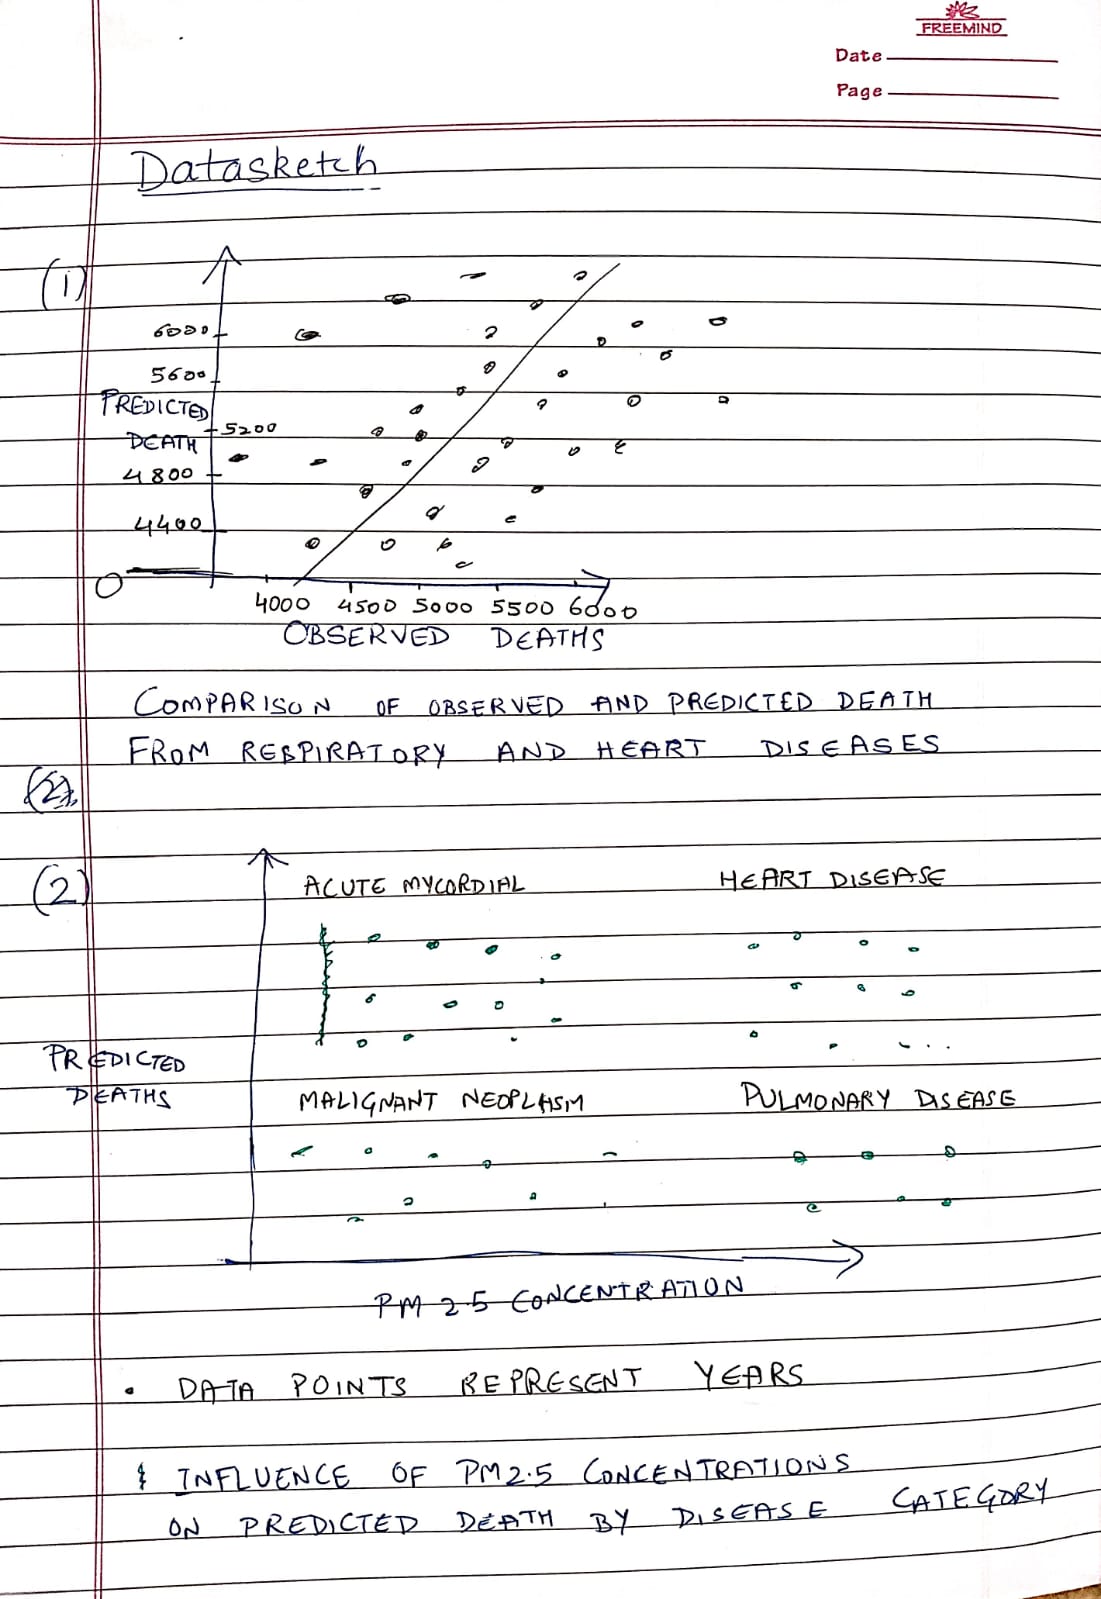 FREEMIND
Date
Page
Datasketch
(1)
6000
5600
PREDICTED
DEATH
5200
4800
4400
O
4000 4500 5000 5500 6000
OBSERVED DEATHS
COMPARISON OF OBSERVED AND PREDICTED DEATH
FROM RESPIRATORY AND HEART DISEASES
(2)
ACUTE MYCORDIAL HEART DISEASE
PREDICTED
DEATHS
MALIGNANT NEOPLASM PULMONARY DISEASE
PM 2.5 CONCENTRATION
• DATA POINTS REPRESENT YEARS
INFLUENCE OF PM2.5 CONCENTRATIONS
ON PREDICTED DEATH BY DISEASE CATEGORY